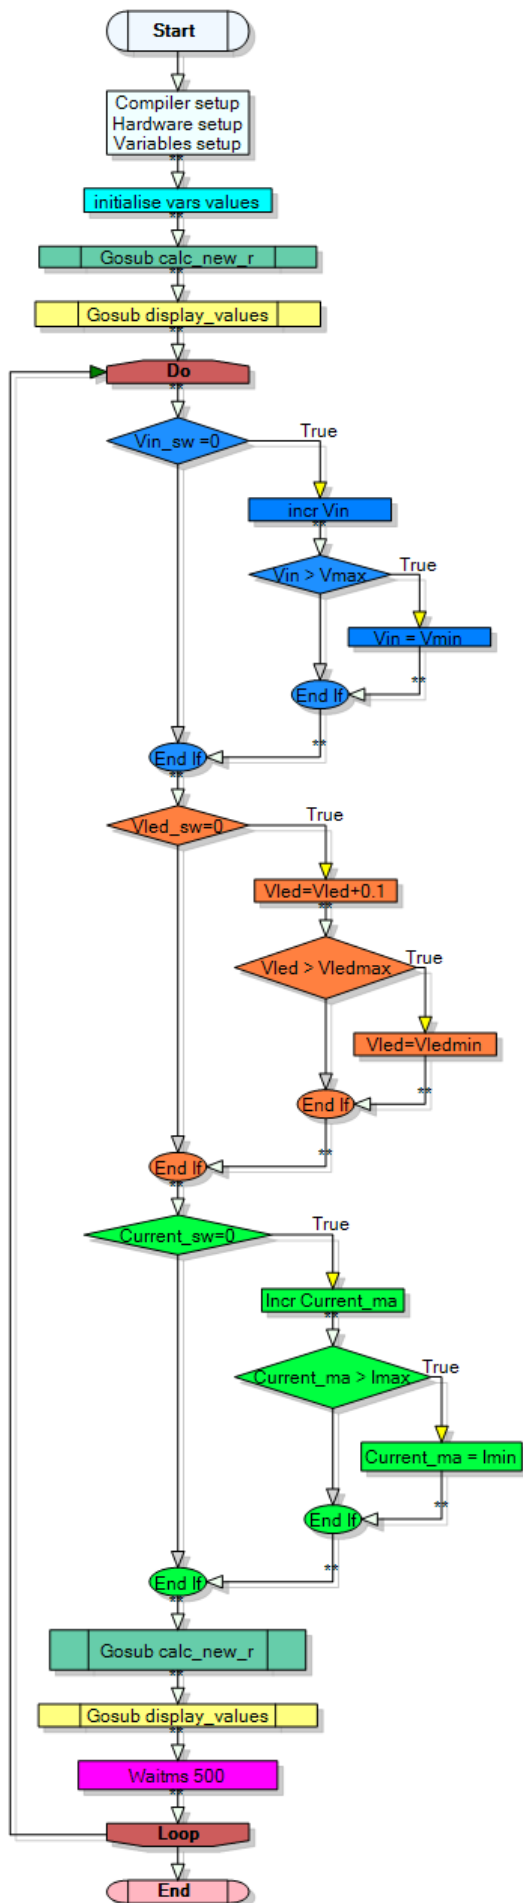 Start
Compiler setup
Hardware setup
Variables setup
**
initialise vars values
**
Gosub calc_new_r
**
Gosub display_values
**
Do
**
Vin_sw =0
True
incr Vin
**
Vin > Vmax
True
Vin = Vmin
**
End If
**
End If
**
Vled_sw=0
True
Vled=Vled+0.1
**
Vled > Vledmax
True
Vled=Vledmin
**
End If
**
End If
**
Current_sw=0
True
Incr Current_ma
**
Current_ma > Imax
True
Current_ma = Imin
**
End If
**
End If
**
Gosub calc_new_r
**
Gosub display_values
**
Waitms 500
**
Loop
End